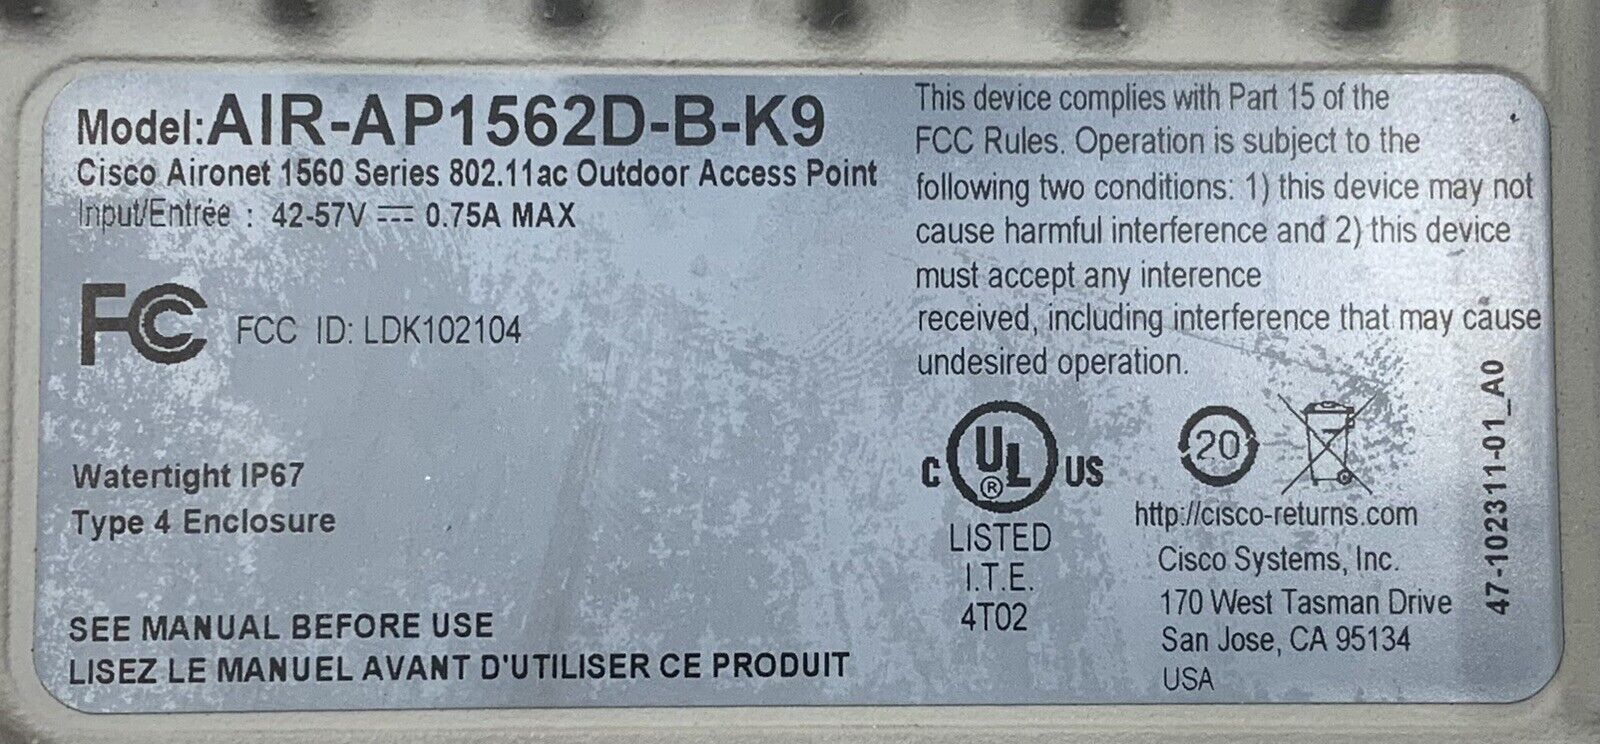 Model:AIR-AP1562D-B-K9
Cisco Aironet 1560 Series 802.11ac Outdoor Access Point
Input/Entrée : 42-57V ⎓ 0.75A MAX
FC FCC ID: LDK102104
Watertight IP67
Type 4 Enclosure
SEE MANUAL BEFORE USE
LISEZ LE MANUEL AVANT D'UTILISER CE PRODUIT
This device complies with Part 15 of the
FCC Rules. Operation is subject to the
following two conditions: 1) this device may not
cause harmful interference and 2) this device
must accept any interence
received, including interference that may cause
undesired operation.
C UL® US
LISTED
I.T.E.
4T02
20
http://cisco-returns.com
Cisco Systems, Inc.
170 West Tasman Drive
San Jose, CA 95134
USA
47-102311-01_A0